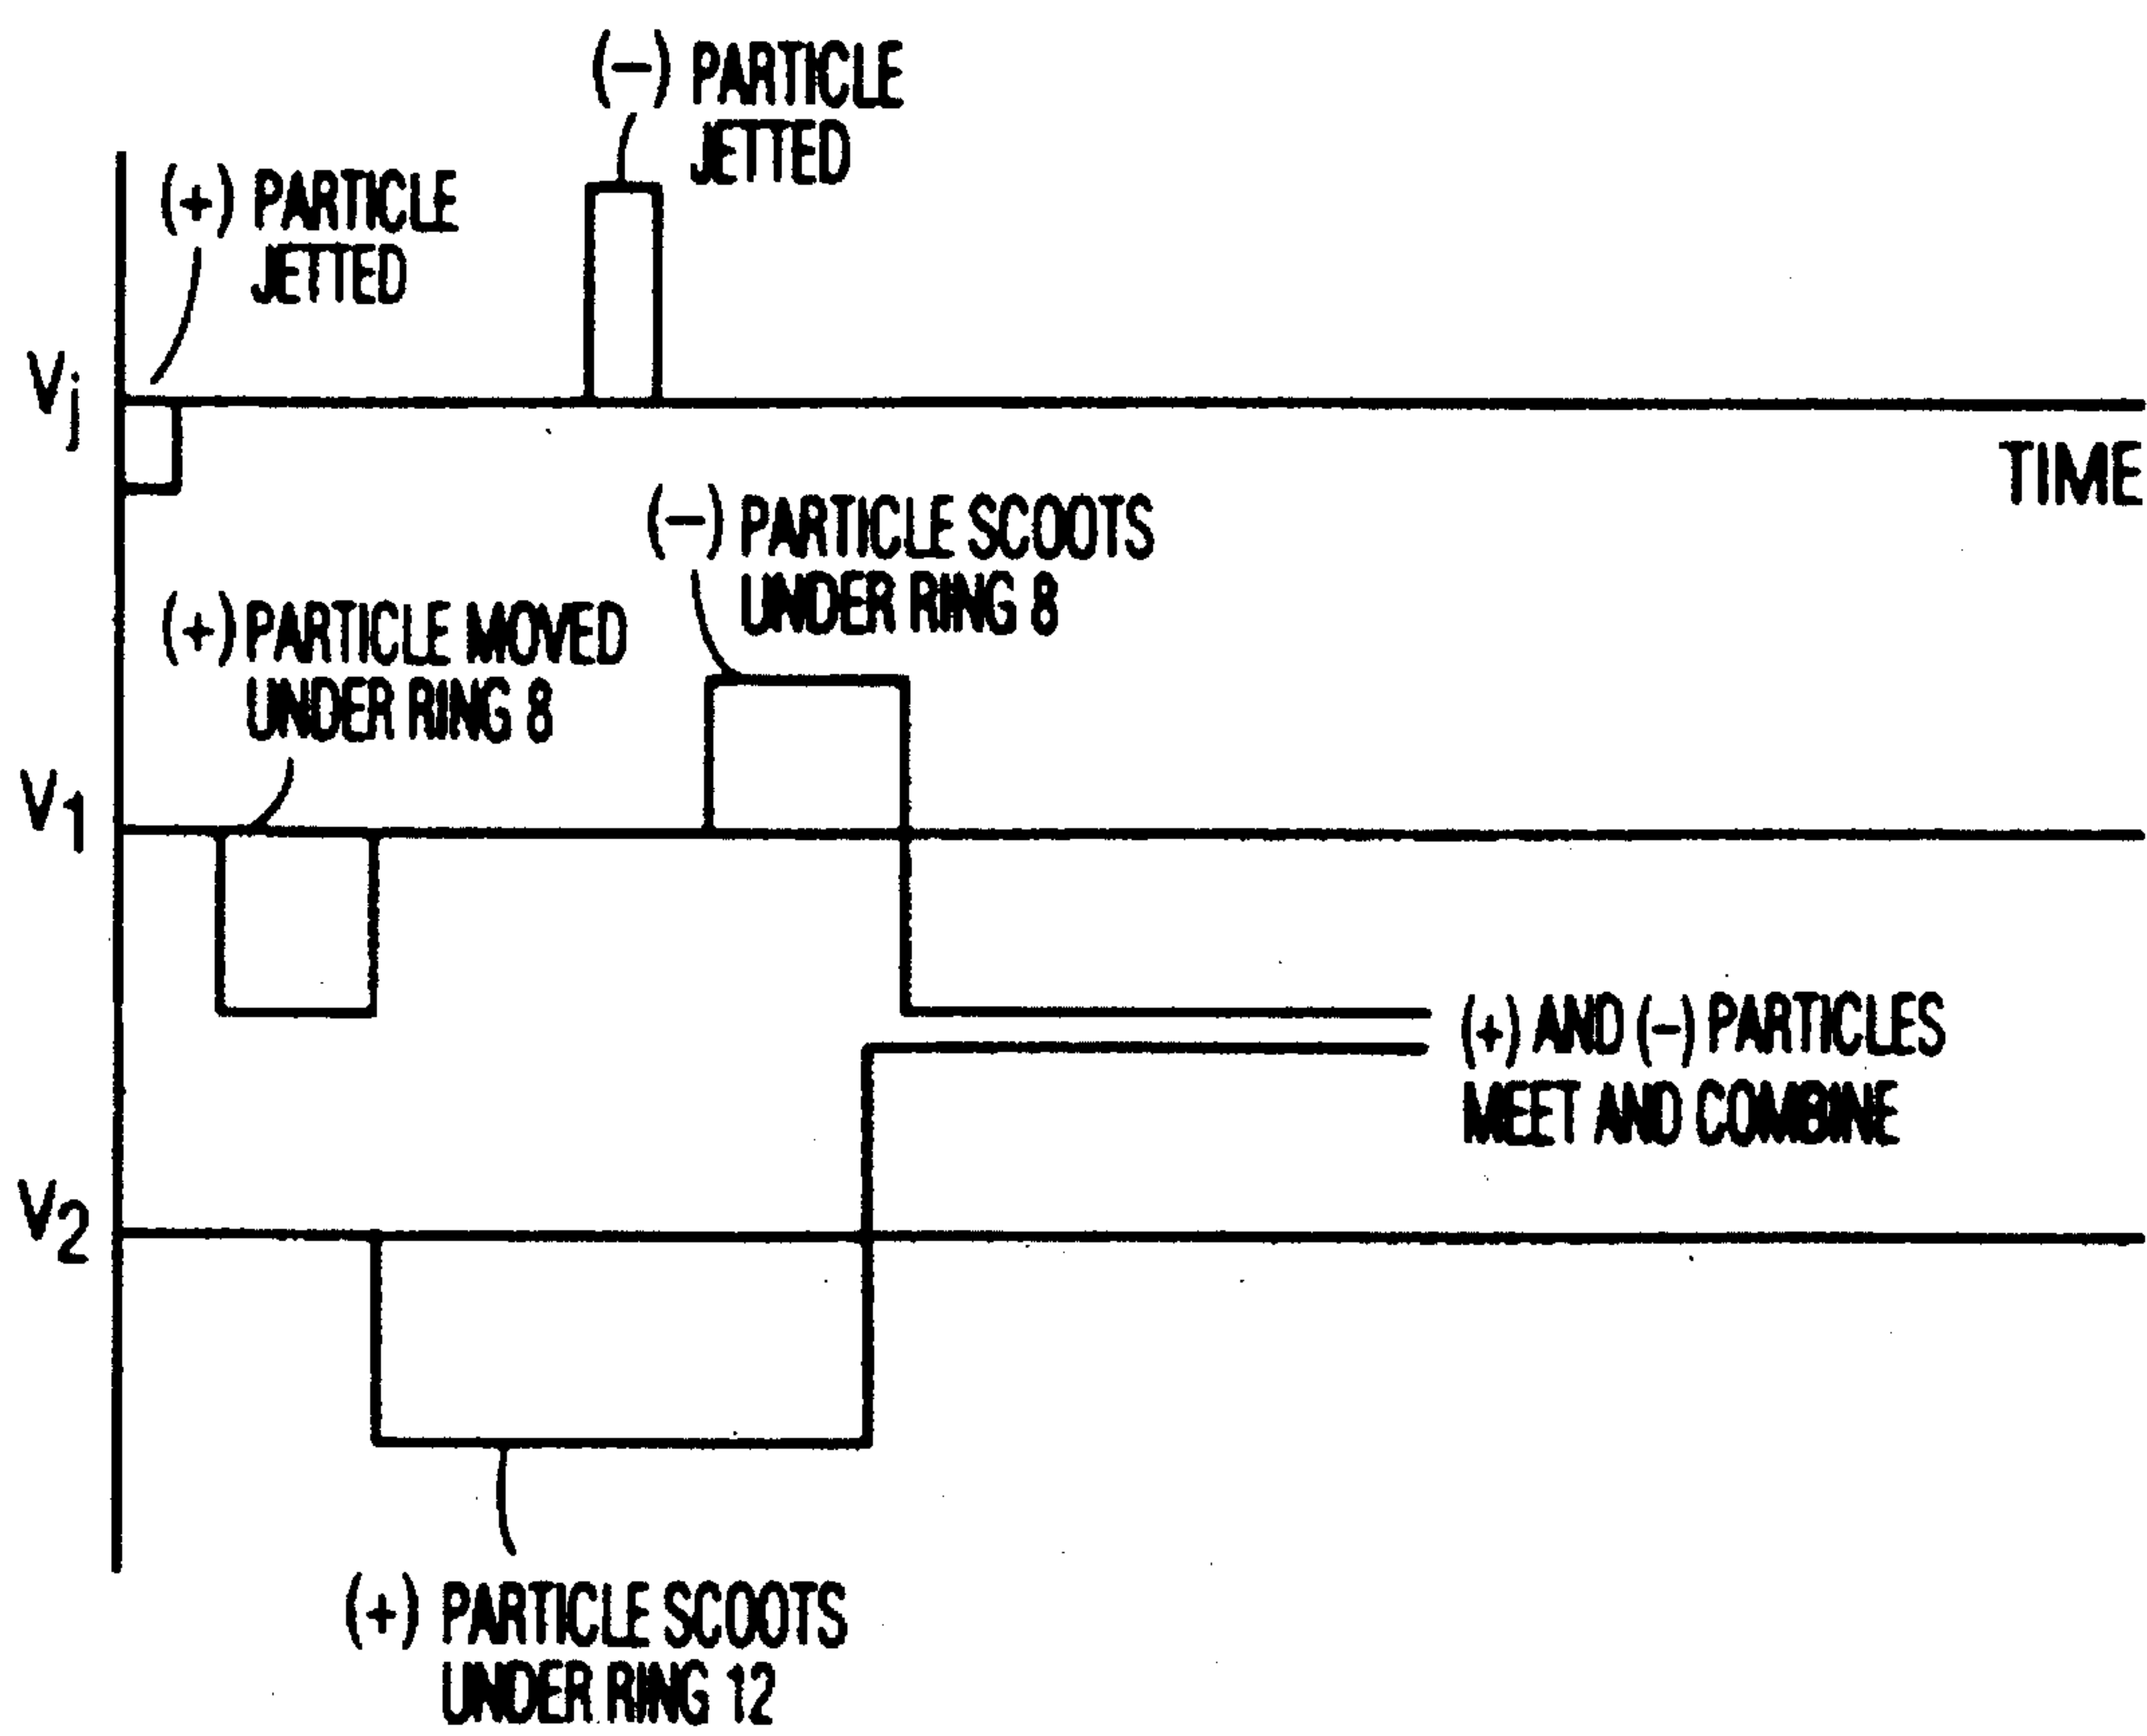 (−) PARTICLE
JETTED
(+) PARTICLE
JETTED
Vj
TIME
(−) PARTICLE SCOOTS
UNDER RING 8
(+) PARTICLE MOVED
UNDER RING 8
V1
(+) AND (−) PARTICLES
MEET AND COMBINE
V2
(+) PARTICLE SCOOTS
UNDER RING 12